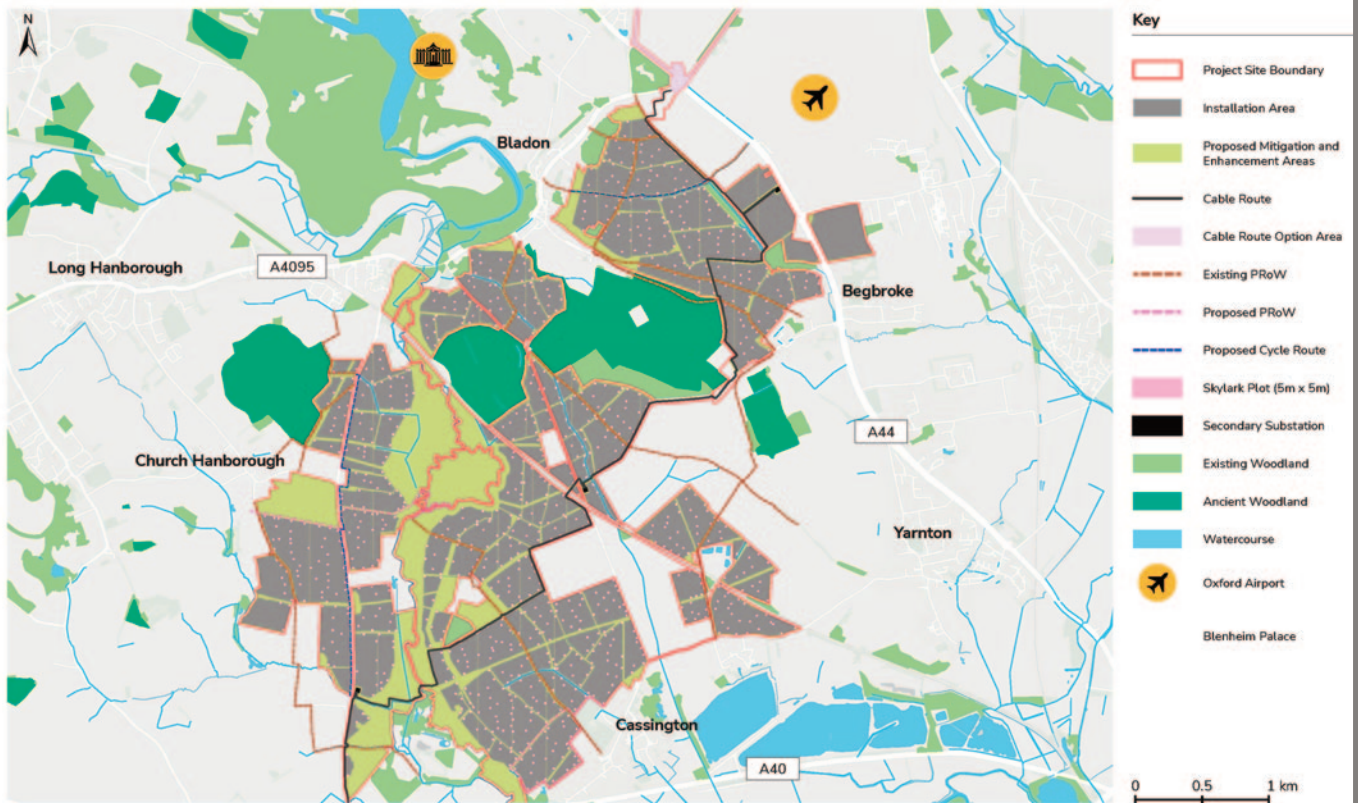 N
Bladon
Long Hanborough
A4095
Begbroke
A44
Church Hanborough
Yarnton
Cassington
A40
Key
Project Site Boundary
Installation Area
Proposed Mitigation and
Enhancement Areas
Cable Route
Cable Route Option Area
Existing PRoW
Proposed PRoW
Proposed Cycle Route
Skylark Plot (5m x 5m)
Secondary Substation
Existing Woodland
Ancient Woodland
Watercourse
Oxford Airport
Blenheim Palace
0 0.5 1 km